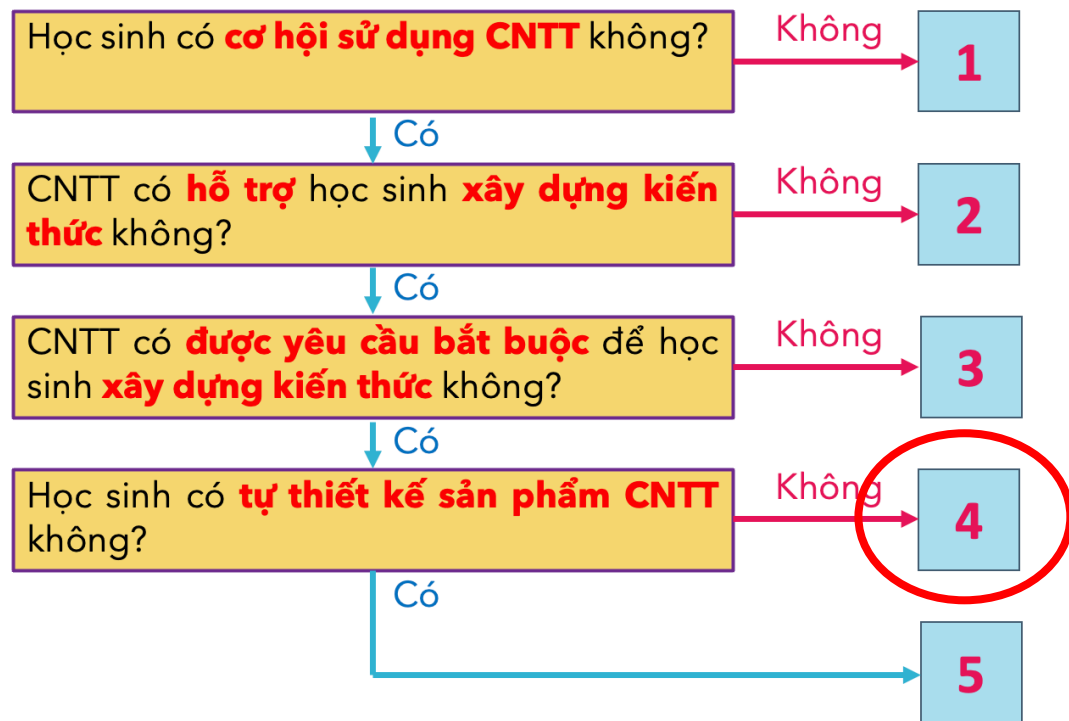 Học sinh có cơ hội sử dụng CNTT không?
Không
1
Có
CNTT có hỗ trợ học sinh xây dựng kiến
thức không?
Không
2
Có
CNTT có được yêu cầu bắt buộc để học
sinh xây dựng kiến thức không?
Không
3
Có
Học sinh có tự thiết kế sản phẩm CNTT
không?
Không
4
Có
5